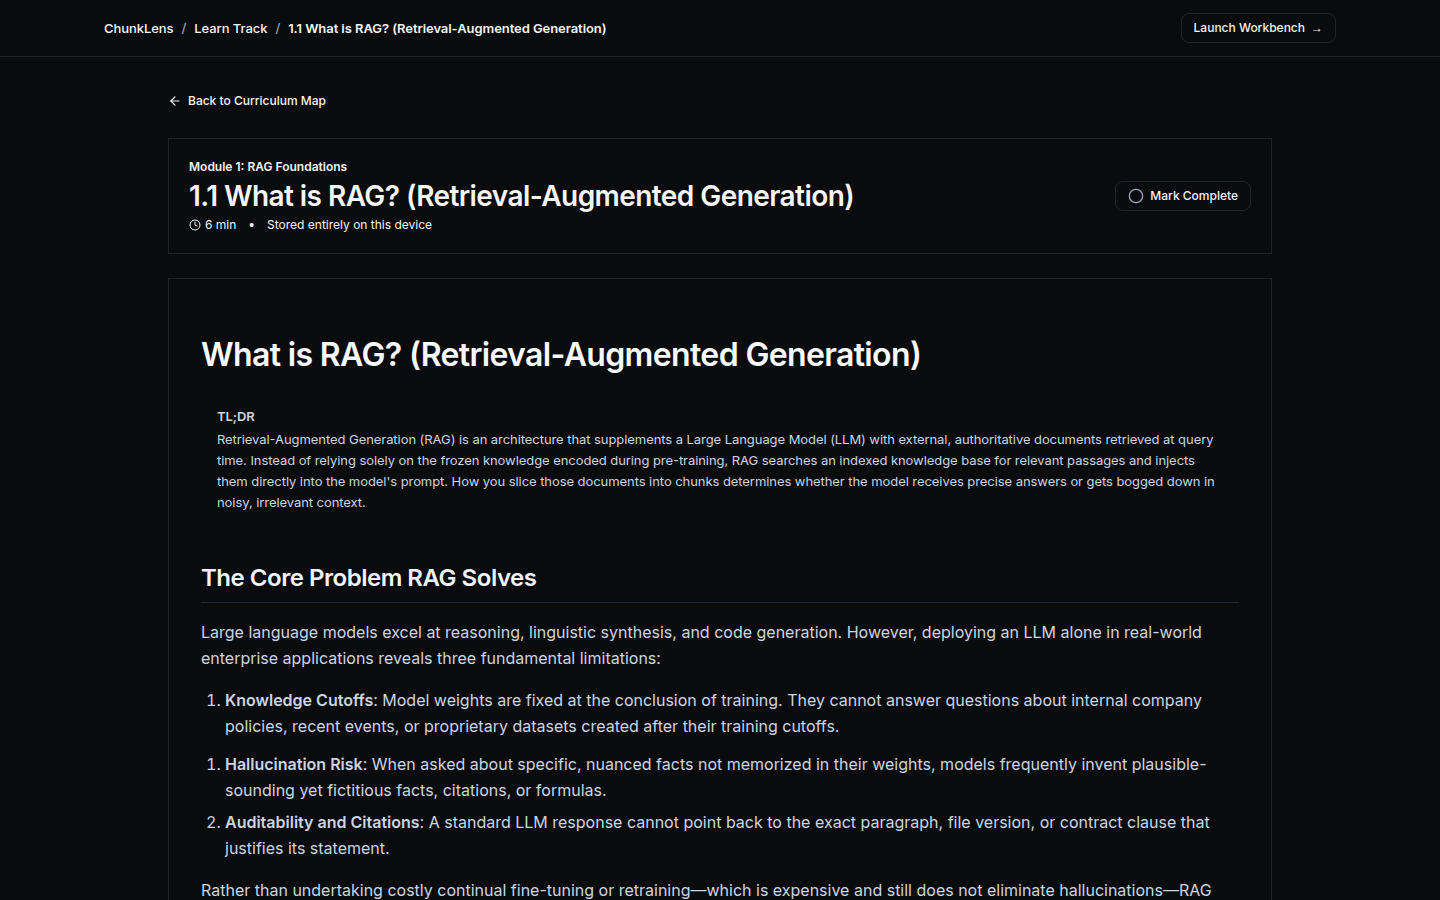 ChunkLens / Learn Track / 1.1 What is RAG? (Retrieval-Augmented Generation)
Launch Workbench →
← Back to Curriculum Map
Module 1: RAG Foundations
1.1 What is RAG? (Retrieval-Augmented Generation)
Mark Complete
6 min • Stored entirely on this device
What is RAG? (Retrieval-Augmented Generation)
TL;DR
Retrieval-Augmented Generation (RAG) is an architecture that supplements a Large Language Model (LLM) with external, authoritative documents retrieved at query
time. Instead of relying solely on the frozen knowledge encoded during pre-training, RAG searches an indexed knowledge base for relevant passages and injects
them directly into the model's prompt. How you slice those documents into chunks determines whether the model receives precise answers or gets bogged down in
noisy, irrelevant context.
The Core Problem RAG Solves
Large language models excel at reasoning, linguistic synthesis, and code generation. However, deploying an LLM alone in real-world
enterprise applications reveals three fundamental limitations:
1. Knowledge Cutoffs: Model weights are fixed at the conclusion of training. They cannot answer questions about internal company
policies, recent events, or proprietary datasets created after their training cutoffs.
1. Hallucination Risk: When asked about specific, nuanced facts not memorized in their weights, models frequently invent plausible-
sounding yet fictitious facts, citations, or formulas.
2. Auditability and Citations: A standard LLM response cannot point back to the exact paragraph, file version, or contract clause that
justifies its statement.
Rather than undertaking costly continual fine-tuning or retraining—which is expensive and still does not eliminate hallucinations—RAG